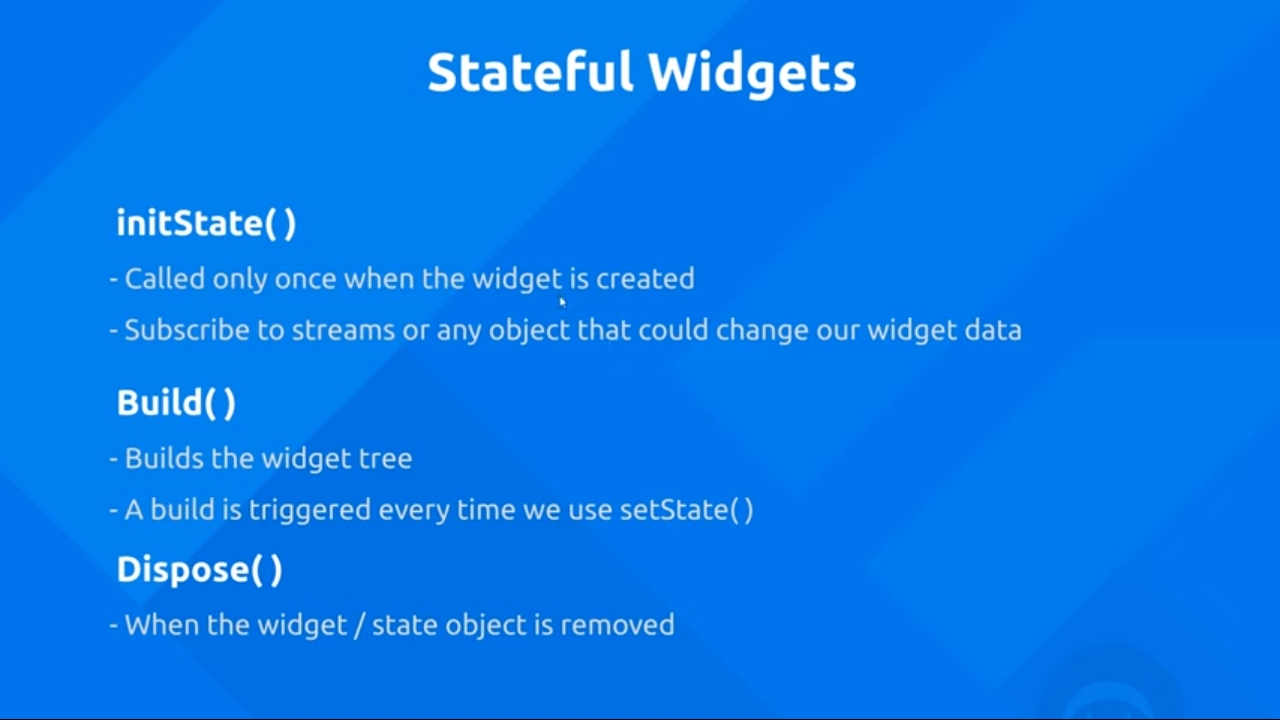 Stateful Widgets
initState( )
- Called only once when the widget is created
- Subscribe to streams or any object that could change our widget data
Build( )
- Builds the widget tree
- A build is triggered every time we use setState( )
Dispose( )
- When the widget / state object is removed